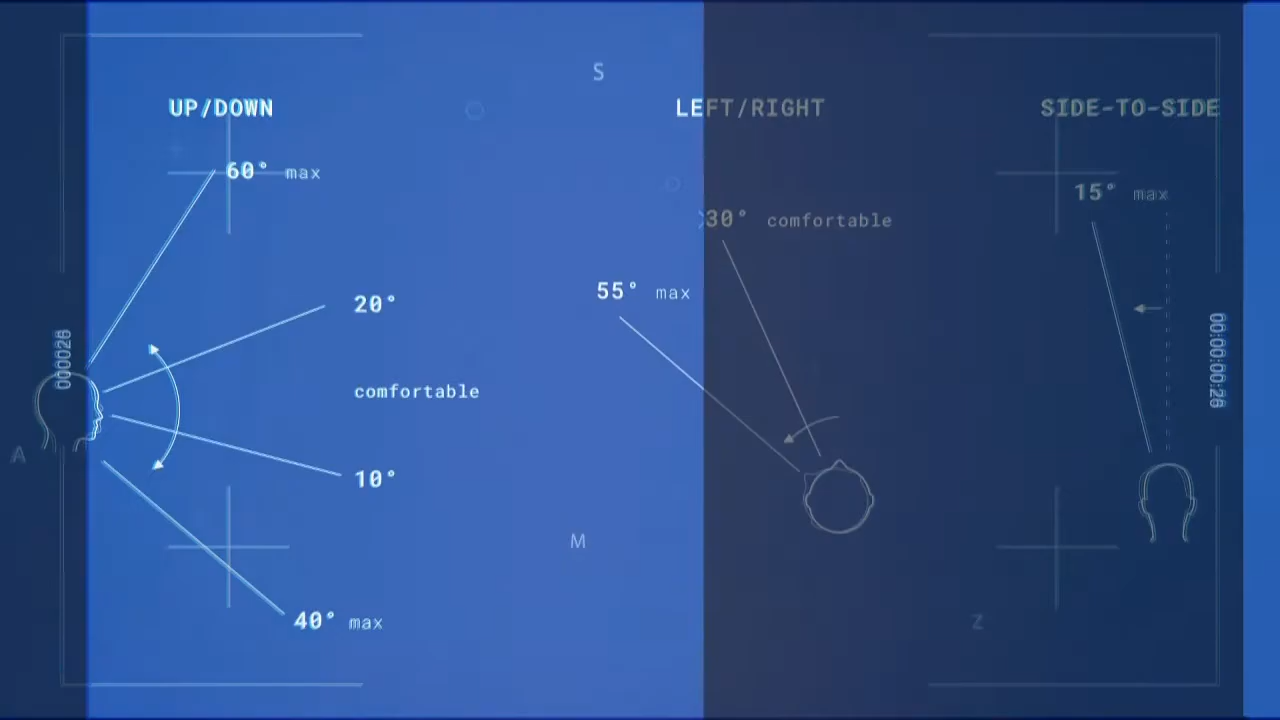 S
UP/DOWN
LEFT/RIGHT
SIDE-TO-SIDE
60° max
15° max
30° comfortable
55° max
20°
000026
00:00:00:26
comfortable
A
10°
M
40° max
Z